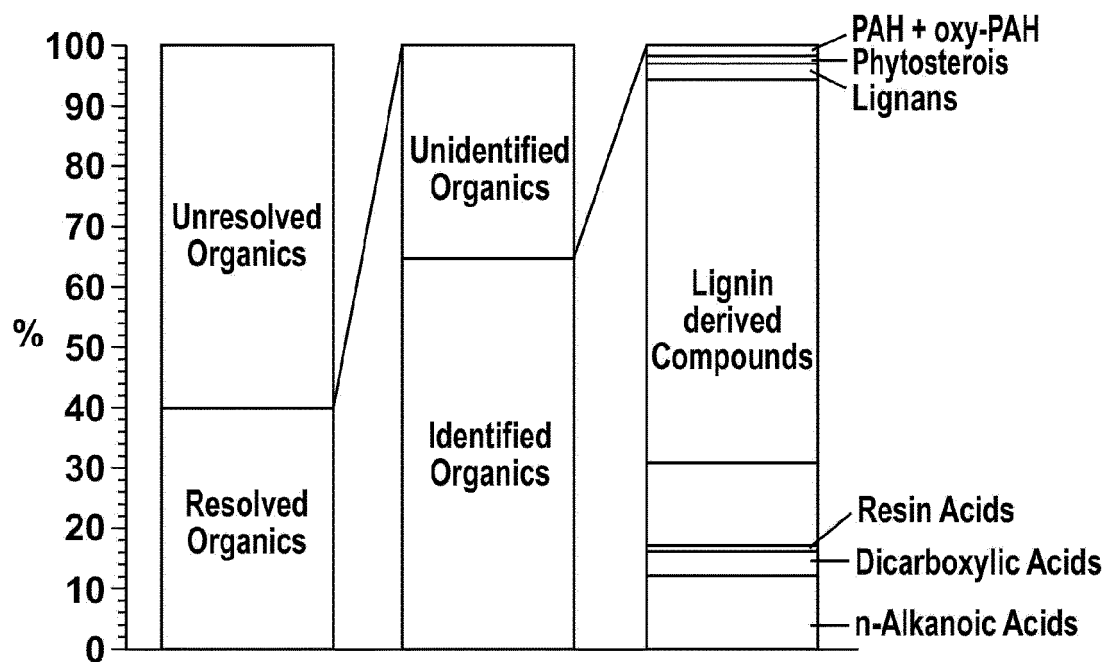 100
90
80
70
60
50
40
30
20
10
0
%
Unresolved
Organics
Resolved
Organics
Unidentified
Organics
Identified
Organics
Lignin
derived
Compounds
PAH + oxy-PAH
Phytosterois
Lignans
Resin Acids
Dicarboxylic Acids
n-Alkanoic Acids